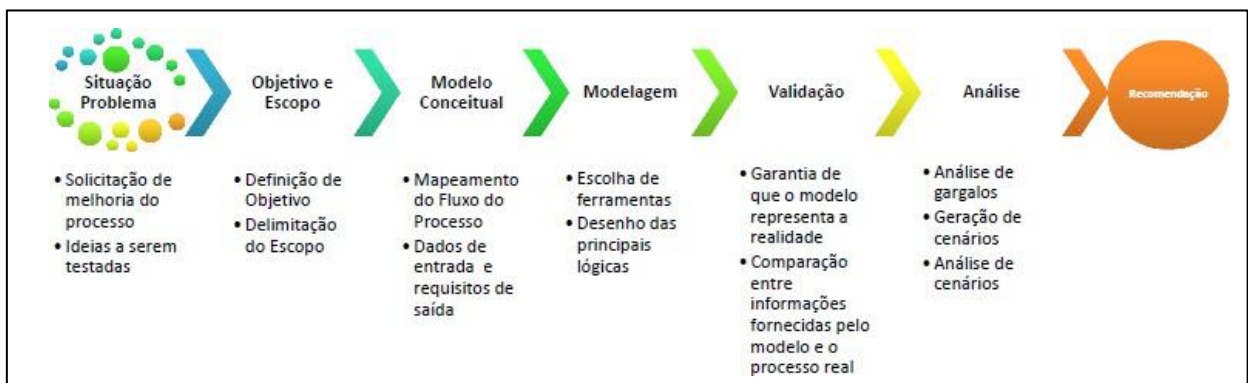 Situação
Problema
Objetivo e
Escopo
Modelo
Conceitual
Modelagem
Validação
Análise
Recomendação
• Solicitação de
melhoria do
processo
• Ideias a serem
testadas
• Definição de
Objetivo
• Delimitação
do Escopo
• Mapeamento
do Fluxo do
Processo
• Dados de
entrada e
requisitos de
saída
• Escolha de
ferramentas
• Desenho das
principais
lógicas
• Garantia de
que o modelo
representa a
realidade
• Comparação
entre
informações
fornecidas pelo
modelo e o
processo real
• Análise de
gargalos
• Geração de
cenários
• Análise de
cenários